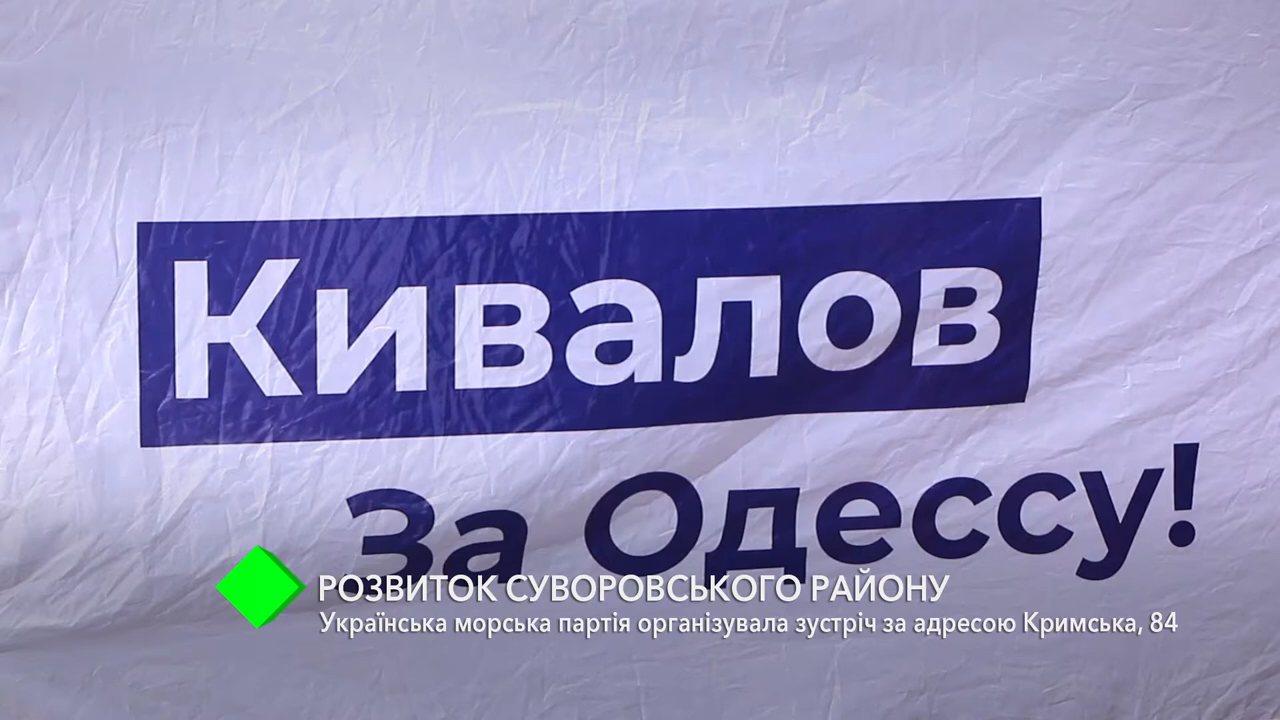 Кивалов
За Одессу!
РОЗВИТОК СУВОРОВСЬКОГО РАЙОНУ
Українська морська партія організувала зустріч за адресою Кримська, 84